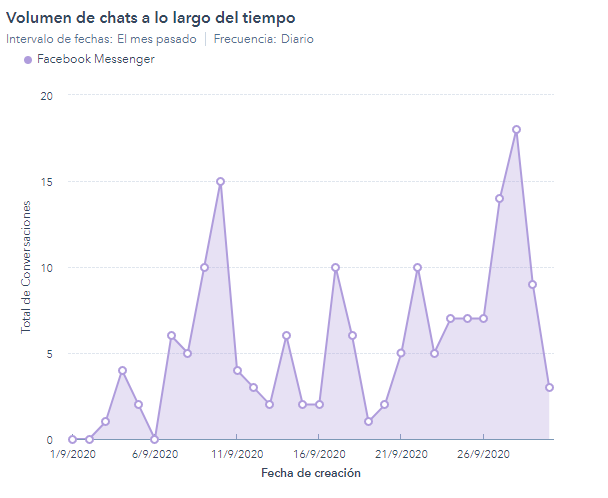 Volumen de chats a lo largo del tiempo
Intervalo de fechas: El mes pasado | Frecuencia: Diario
Facebook Messenger
20
15
10
5
0
Total de Conversaciones
1/9/2020 6/9/2020 11/9/2020 16/9/2020 21/9/2020 26/9/2020
Fecha de creación